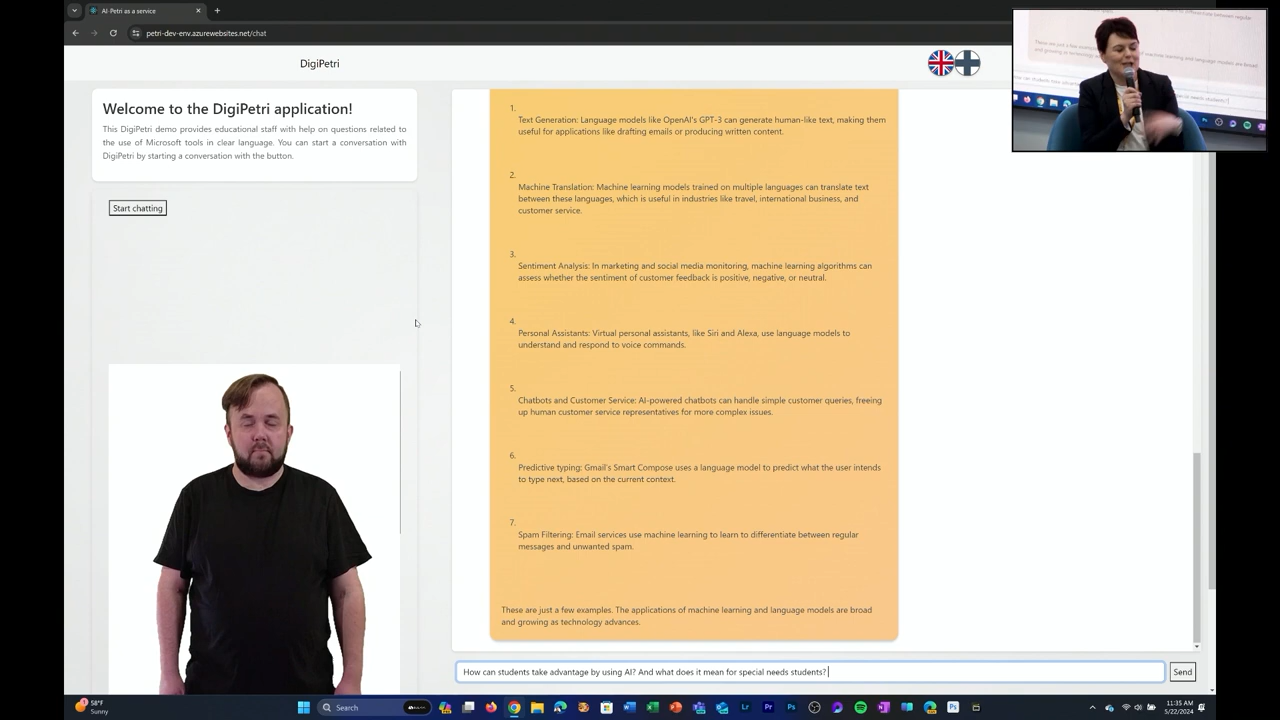 AI-Petri as a service
petri-dev-env.azurewebsites.net/chat
DigiPetri
Welcome to the DigiPetri application!
This DigiPetri demo provides educational staff with help on questions related to
the use of Microsoft tools in clear language. You can start a conversation with
DigiPetri by starting a conversation with the button.
Start chatting
1.
Text Generation: Language models like OpenAI's GPT-3 can generate human-like text, making them
useful for applications like drafting emails or producing written content.
2.
Machine Translation: Machine learning models trained on multiple languages can translate text
between these languages, which is useful in industries like travel, international business, and
customer service.
3.
Sentiment Analysis: In marketing and social media monitoring, machine learning algorithms can
assess whether the sentiment of customer feedback is positive, negative, or neutral.
4.
Personal Assistants: Virtual personal assistants, like Siri and Alexa, use language models to
understand and respond to voice commands.
5.
Chatbots and Customer Service: AI-powered chatbots can handle simple customer queries, freeing
up human customer service representatives for more complex issues.
6.
Predictive typing: Gmail's Smart Compose uses a language model to predict what the user intends
to type next, based on the current context.
7.
Spam Filtering: Email services use machine learning to learn to differentiate between regular
messages and unwanted spam.
These are just a few examples. The applications of machine learning and language models are broad
and growing as technology advances.
How can students take advantage by using AI? And what does it mean for special needs students?
Send
58°F
Sunny
Search
11:35 AM
5/22/2024